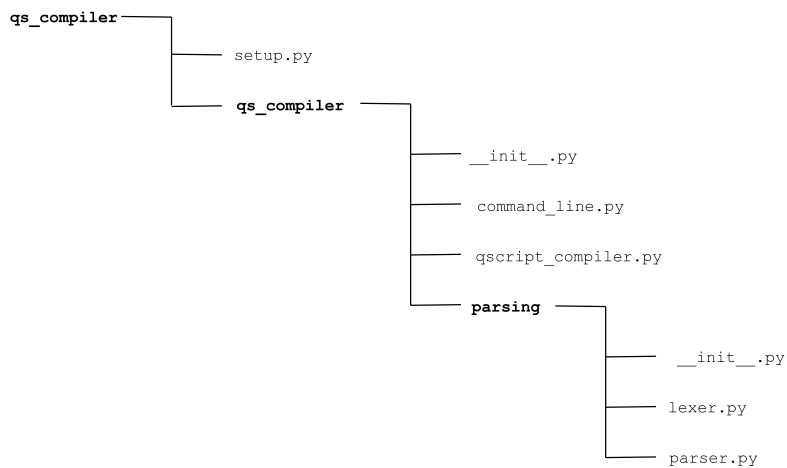 qs_compiler
setup.py
qs_compiler
__init__.py
command_line.py
qscript_compiler.py
parsing
__init__.py
lexer.py
parser.py